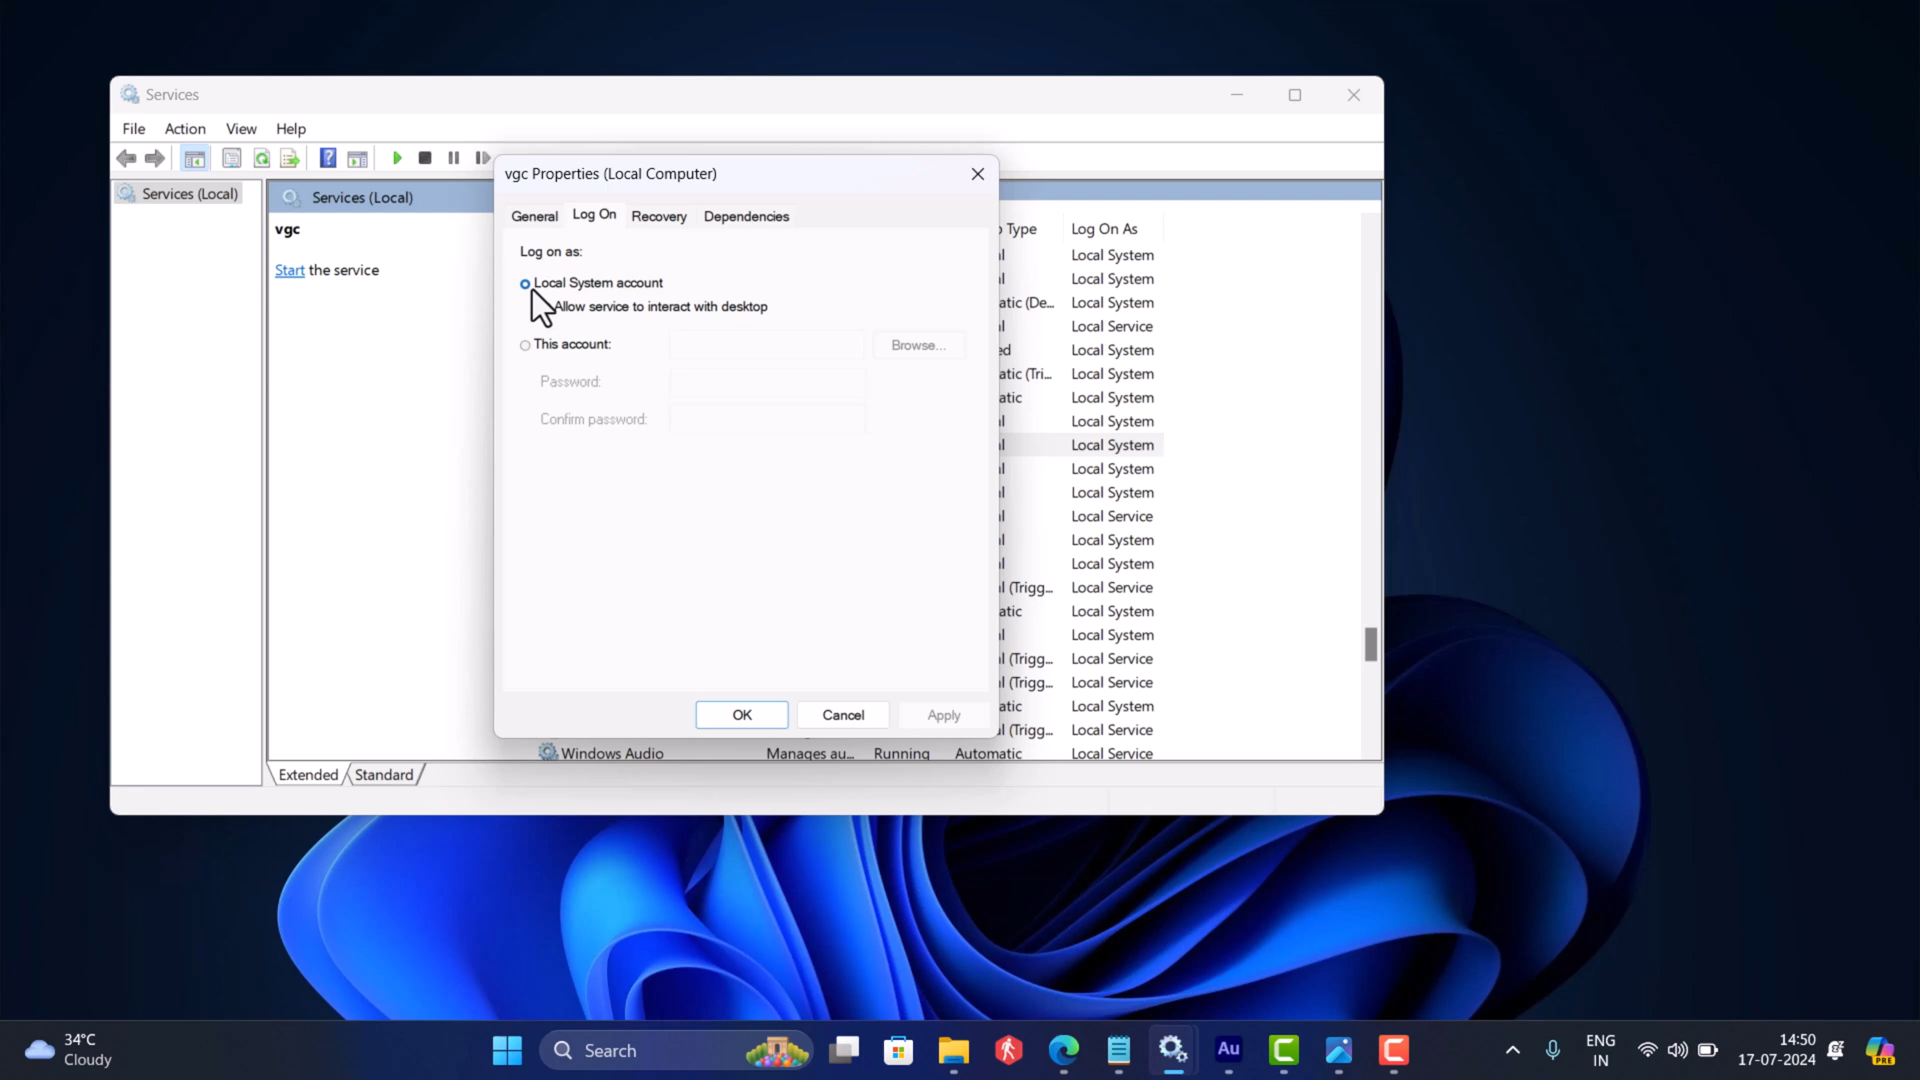 Services
File Action View Help
Services (Local)
Services (Local)
vgc
Start the service
vgc Properties (Local Computer)
General Log On Recovery Dependencies
Log on as:
Local System account
Allow service to interact with desktop
This account:
Browse...
Password:
Confirm password:
OK Cancel Apply
Type Log On As
Local System
Local System
atic (De... Local System
Local Service
ed Local System
atic (Tri... Local System
atic Local System
Local System
Local System
Local System
Local System
Local Service
Local System
Local System
(Trigg... Local Service
atic Local System
Local System
(Trigg... Local Service
(Trigg... Local Service
atic Local System
(Trigg... Local Service
Windows Audio Manages au... Running Automatic Local Service
Extended Standard
34°C
Cloudy
Search
Au
ENG
IN
14:50
17-07-2024
PRE